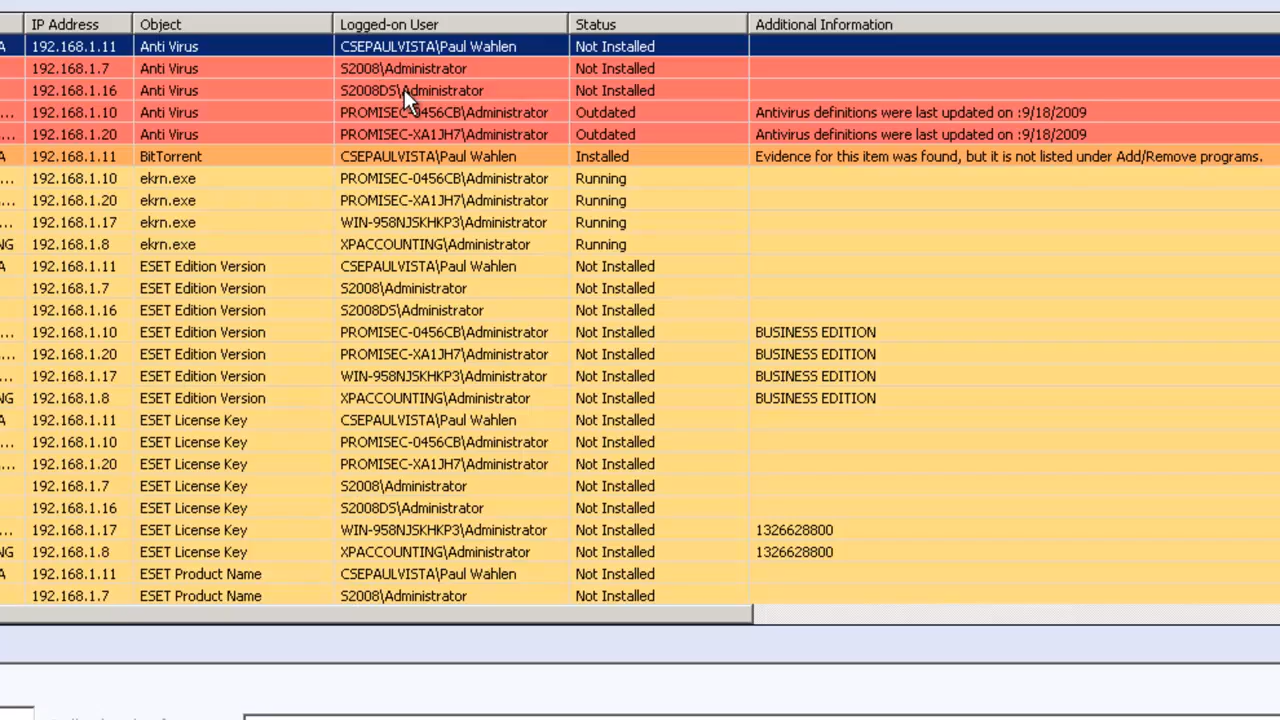 IP Address Object Logged-on User Status Additional Information
A 192.168.1.11 Anti Virus CSEPAULVISTA\Paul Wahlen Not Installed
192.168.1.7 Anti Virus S2008\Administrator Not Installed
192.168.1.16 Anti Virus S2008DS\Administrator Not Installed
... 192.168.1.10 Anti Virus PROMISEC-0456CB\Administrator Outdated Antivirus definitions were last updated on :9/18/2009
... 192.168.1.20 Anti Virus PROMISEC-XA1JH7\Administrator Outdated Antivirus definitions were last updated on :9/18/2009
A 192.168.1.11 BitTorrent CSEPAULVISTA\Paul Wahlen Installed Evidence for this item was found, but it is not listed under Add/Remove programs.
... 192.168.1.10 ekrn.exe PROMISEC-0456CB\Administrator Running
... 192.168.1.20 ekrn.exe PROMISEC-XA1JH7\Administrator Running
... 192.168.1.17 ekrn.exe WIN-958NJSKHKP3\Administrator Running
NG 192.168.1.8 ekrn.exe XPACCOUNTING\Administrator Running
A 192.168.1.11 ESET Edition Version CSEPAULVISTA\Paul Wahlen Not Installed
192.168.1.7 ESET Edition Version S2008\Administrator Not Installed
192.168.1.16 ESET Edition Version S2008DS\Administrator Not Installed
... 192.168.1.10 ESET Edition Version PROMISEC-0456CB\Administrator Not Installed BUSINESS EDITION
... 192.168.1.20 ESET Edition Version PROMISEC-XA1JH7\Administrator Not Installed BUSINESS EDITION
... 192.168.1.17 ESET Edition Version WIN-958NJSKHKP3\Administrator Not Installed BUSINESS EDITION
NG 192.168.1.8 ESET Edition Version XPACCOUNTING\Administrator Not Installed BUSINESS EDITION
A 192.168.1.11 ESET License Key CSEPAULVISTA\Paul Wahlen Not Installed
... 192.168.1.10 ESET License Key PROMISEC-0456CB\Administrator Not Installed
... 192.168.1.20 ESET License Key PROMISEC-XA1JH7\Administrator Not Installed
192.168.1.7 ESET License Key S2008\Administrator Not Installed
192.168.1.16 ESET License Key S2008DS\Administrator Not Installed
... 192.168.1.17 ESET License Key WIN-958NJSKHKP3\Administrator Not Installed 1326628800
NG 192.168.1.8 ESET License Key XPACCOUNTING\Administrator Not Installed 1326628800
A 192.168.1.11 ESET Product Name CSEPAULVISTA\Paul Wahlen Not Installed
192.168.1.7 ESET Product Name S2008\Administrator Not Installed